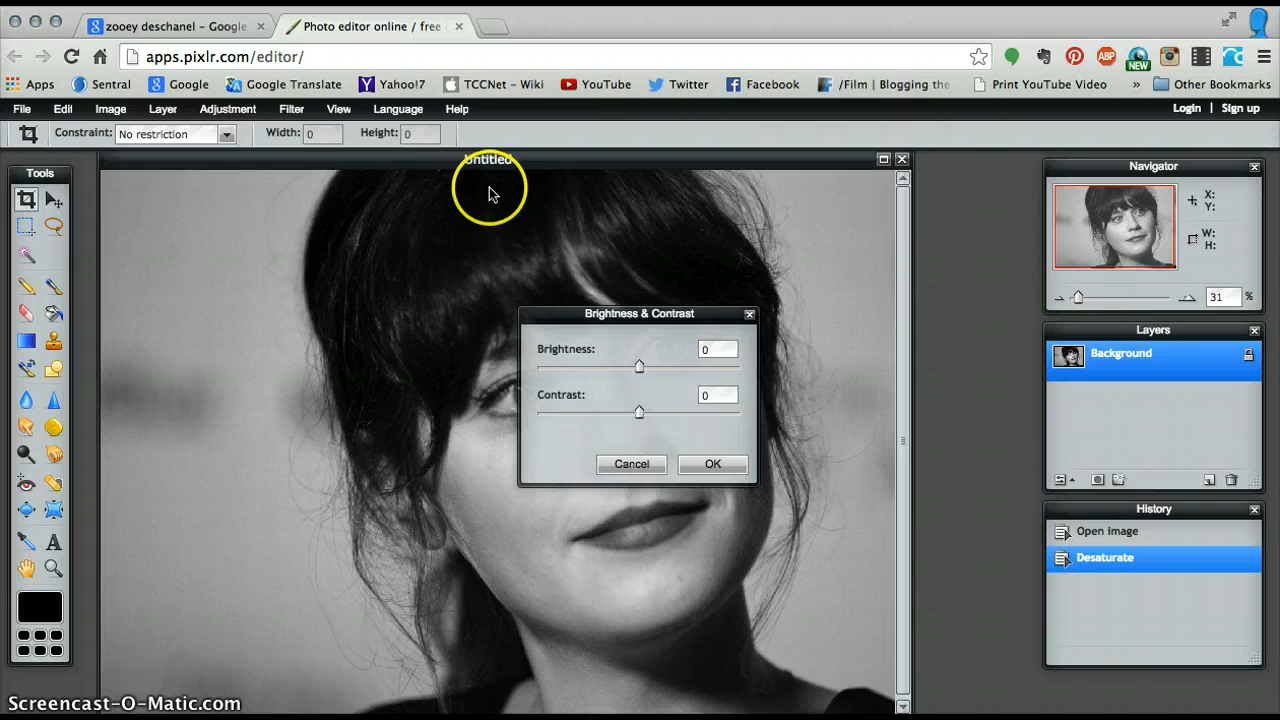 zooey deschanel - Google
Photo editor online / free
apps.pixlr.com/editor/
ABP
NEW
Apps Sentral Google Google Translate Yahoo!7 TCCNet - Wiki YouTube Twitter Facebook /Film | Blogging the Print YouTube Video » Other Bookmarks
File Edit Image Layer Adjustment Filter View Language Help Login | Sign up
Constraint: No restriction Width: 0 Height: 0
Untitled
Tools
Navigator
X:
Y:
W:
H:
31 %
Brightness & Contrast
Brightness: 0
Contrast: 0
Cancel OK
Layers
Background
History
Open image
Desaturate
Screencast-O-Matic.com